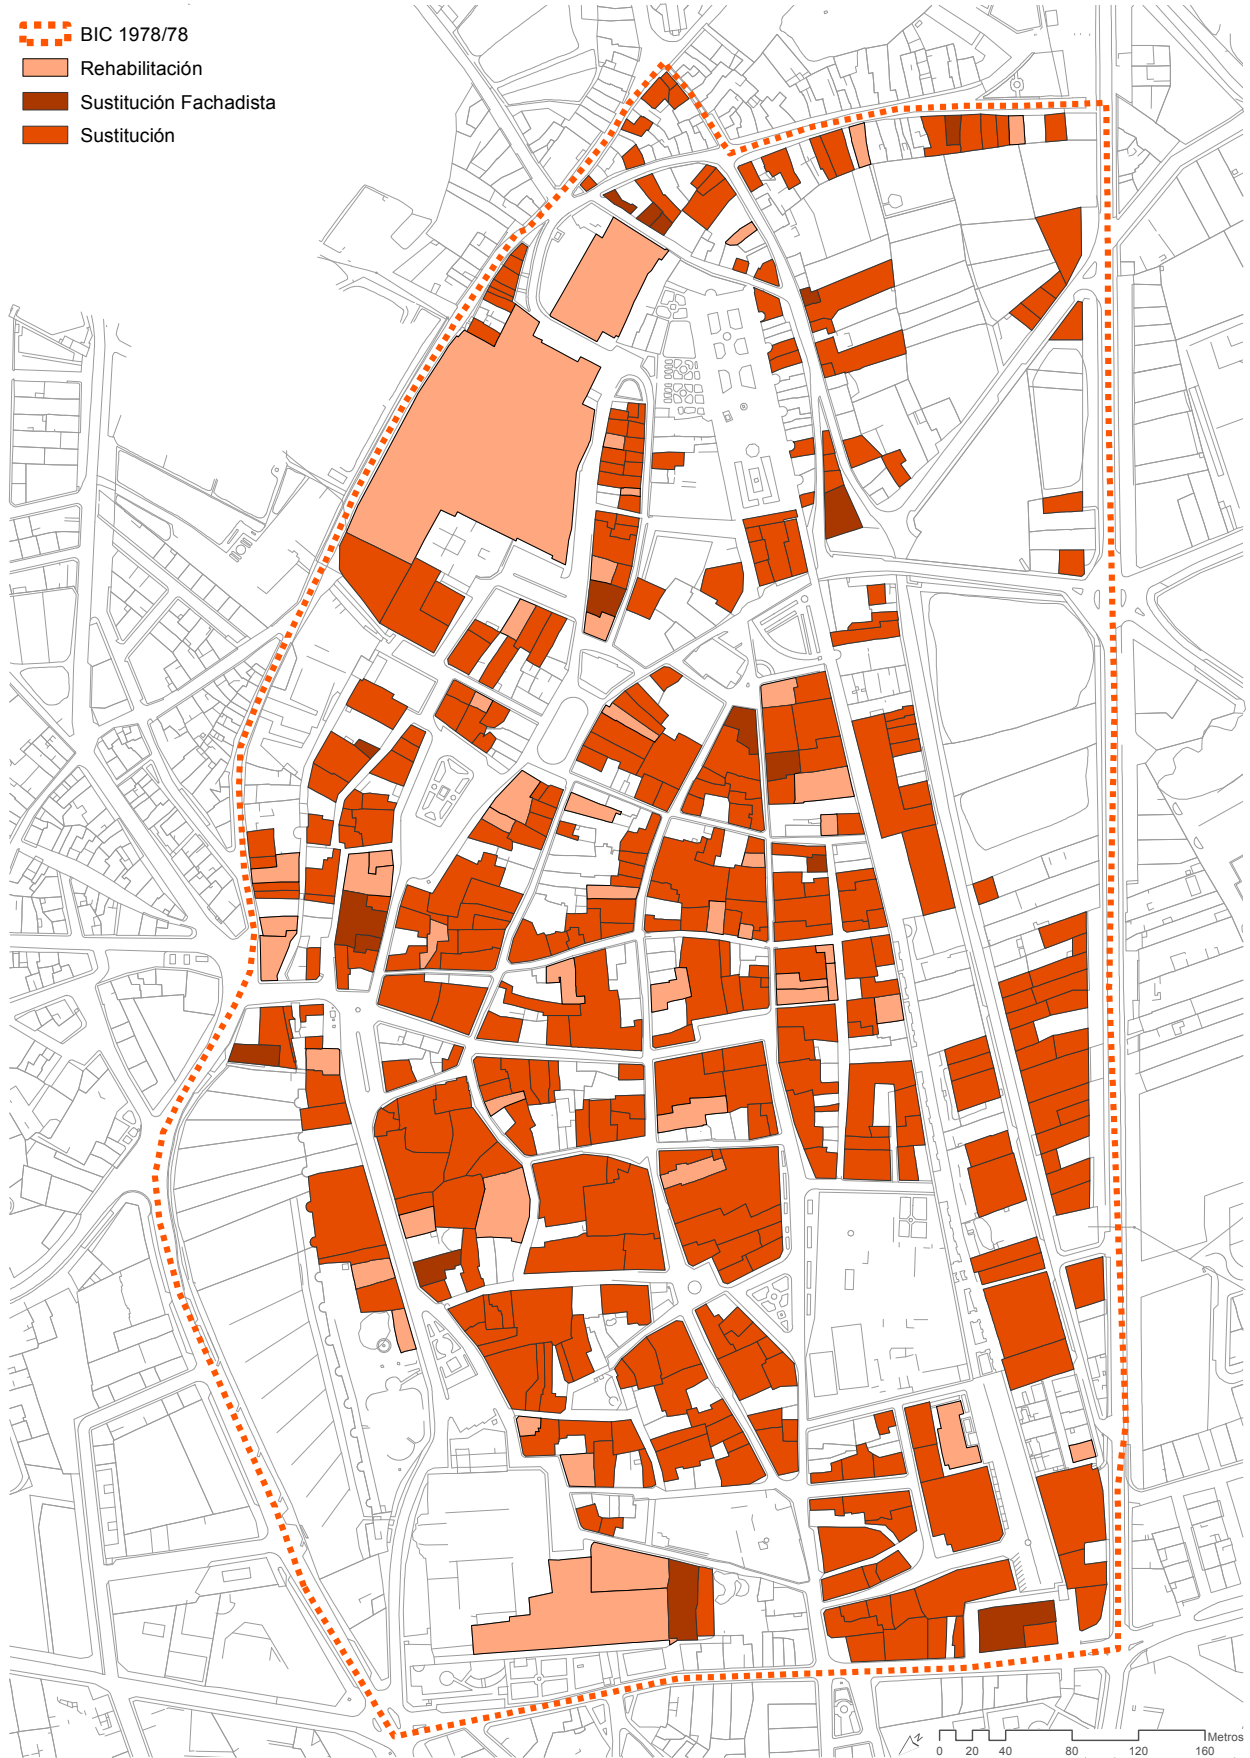 BIC 1978/78
Rehabilitación
Sustitución Fachadista
Sustitución
N
Metros
0 20 40 80 120 160